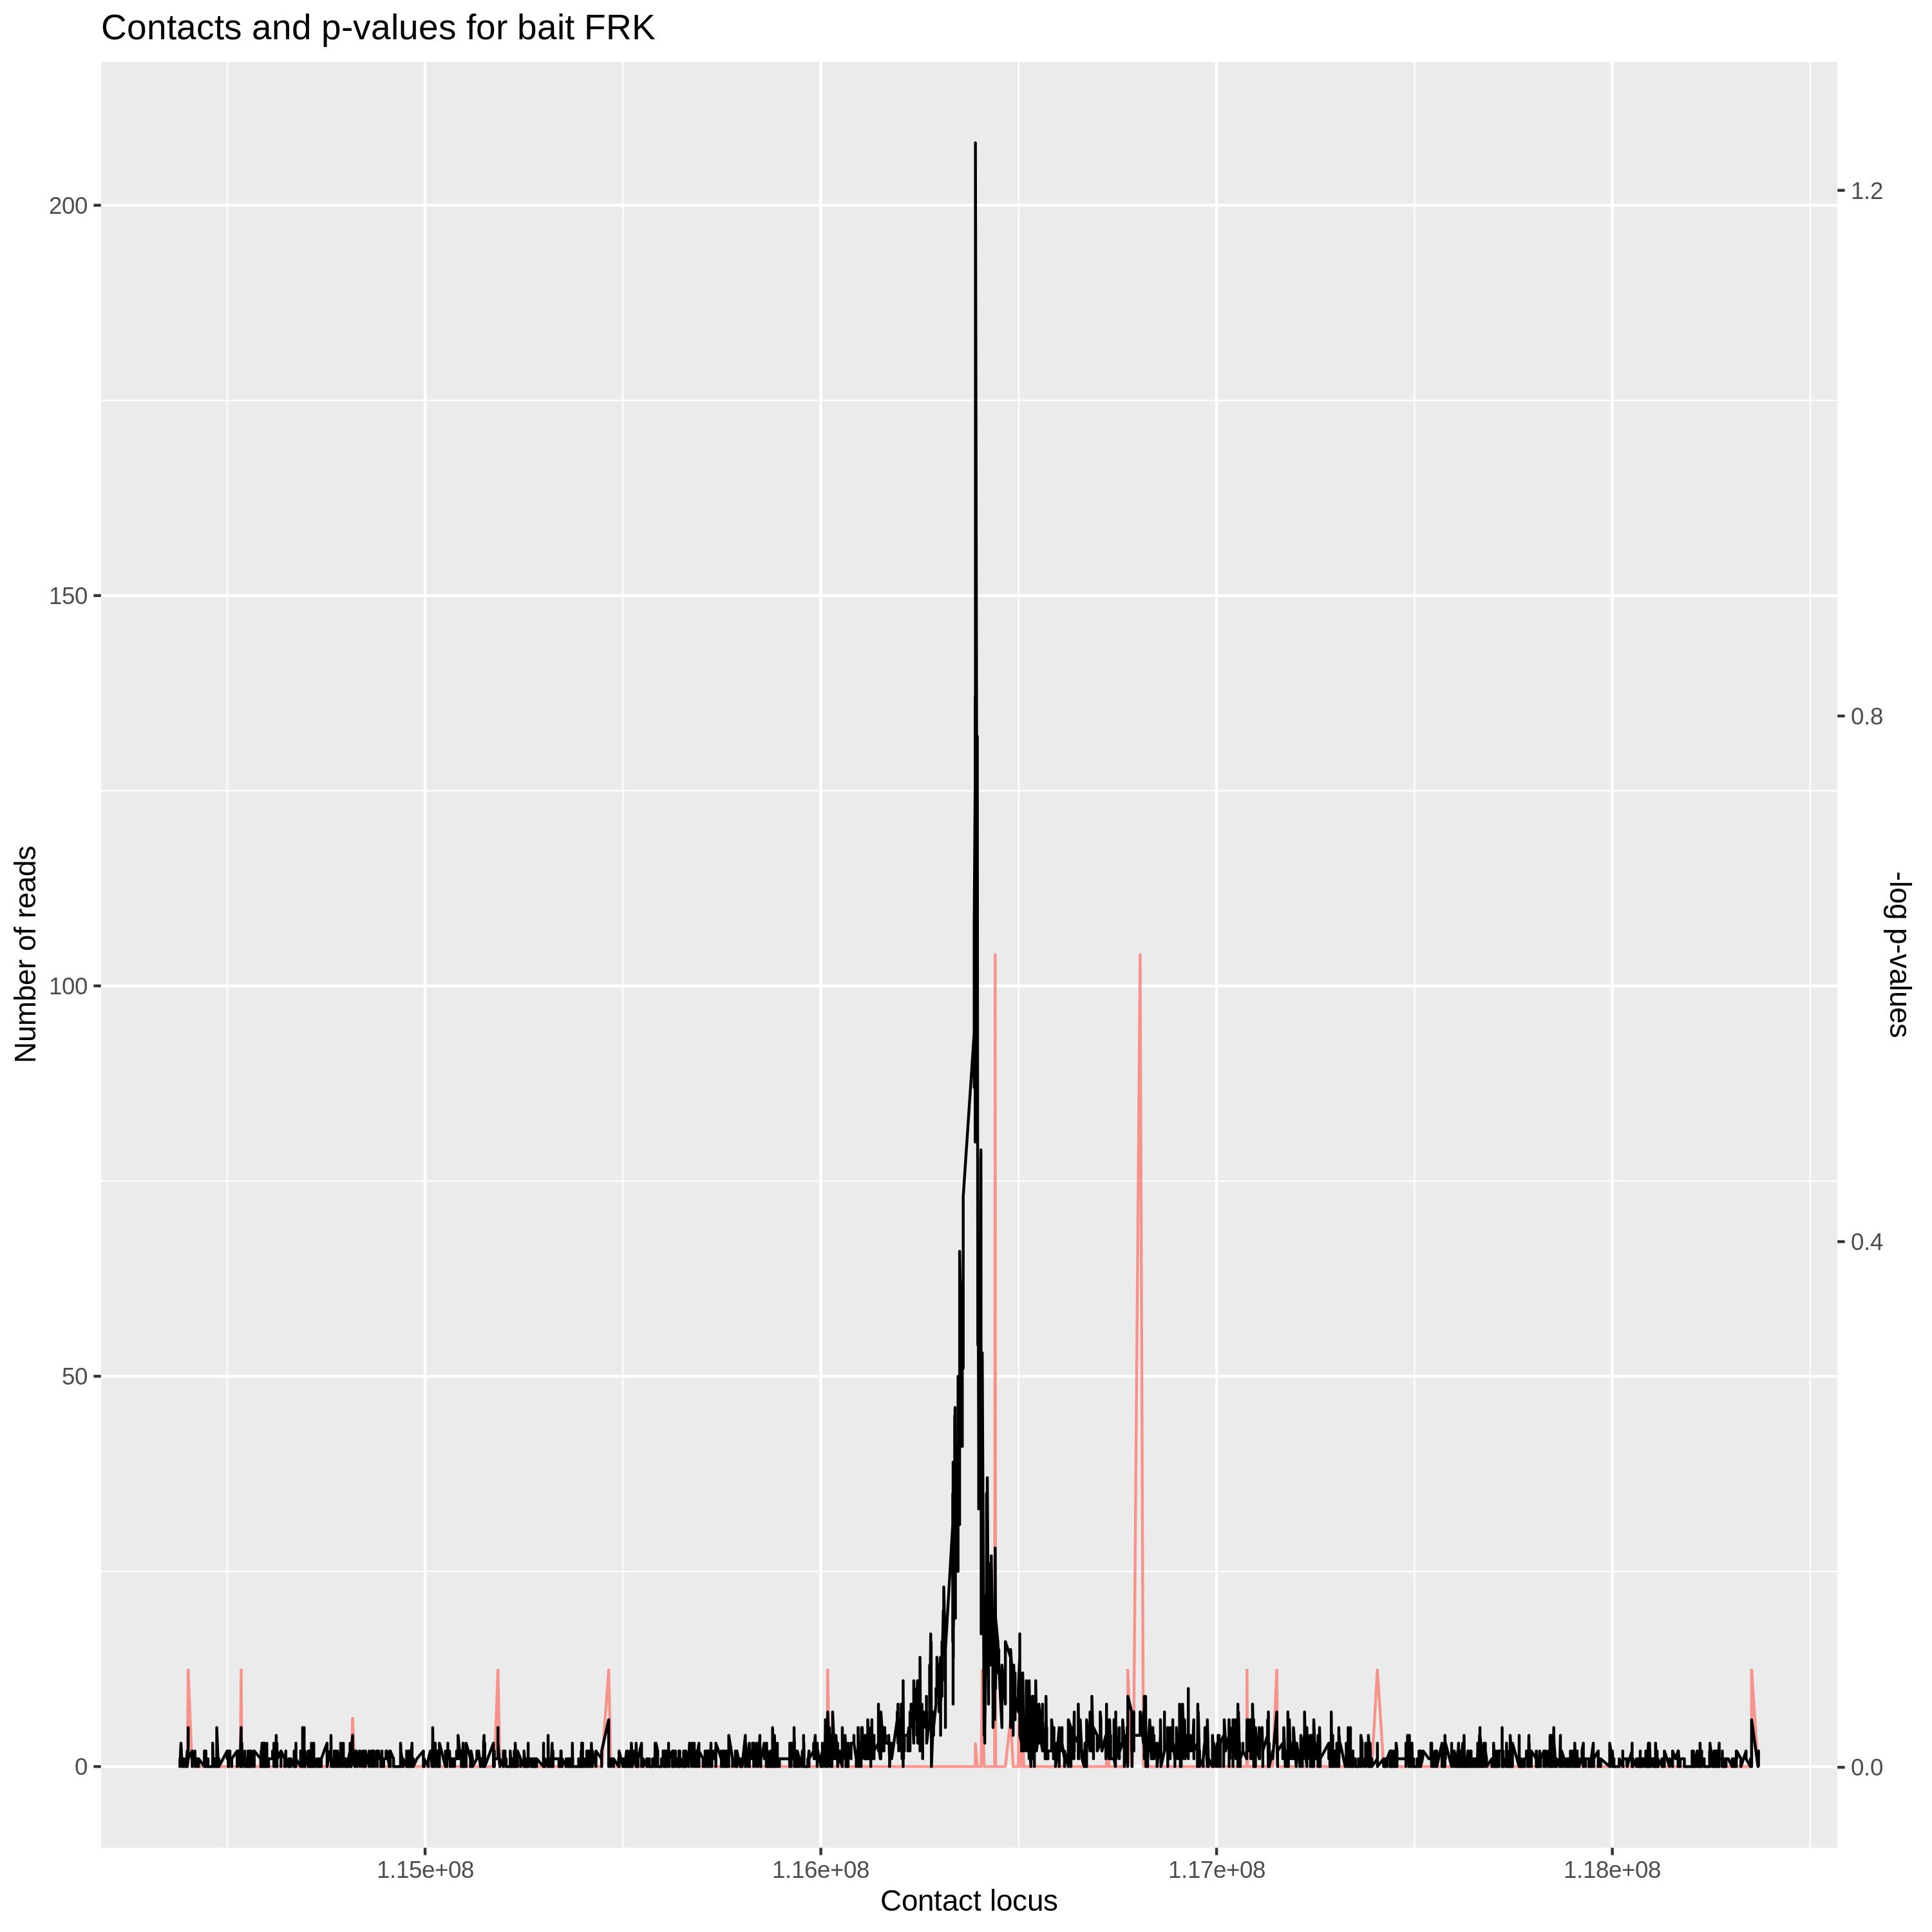 Contacts and p-values for bait FRK
200
150
100
50
0
1.2
0.8
0.4
0.0
Number of reads
-log p-values
1.15e+08
1.16e+08
1.17e+08
1.18e+08
Contact locus